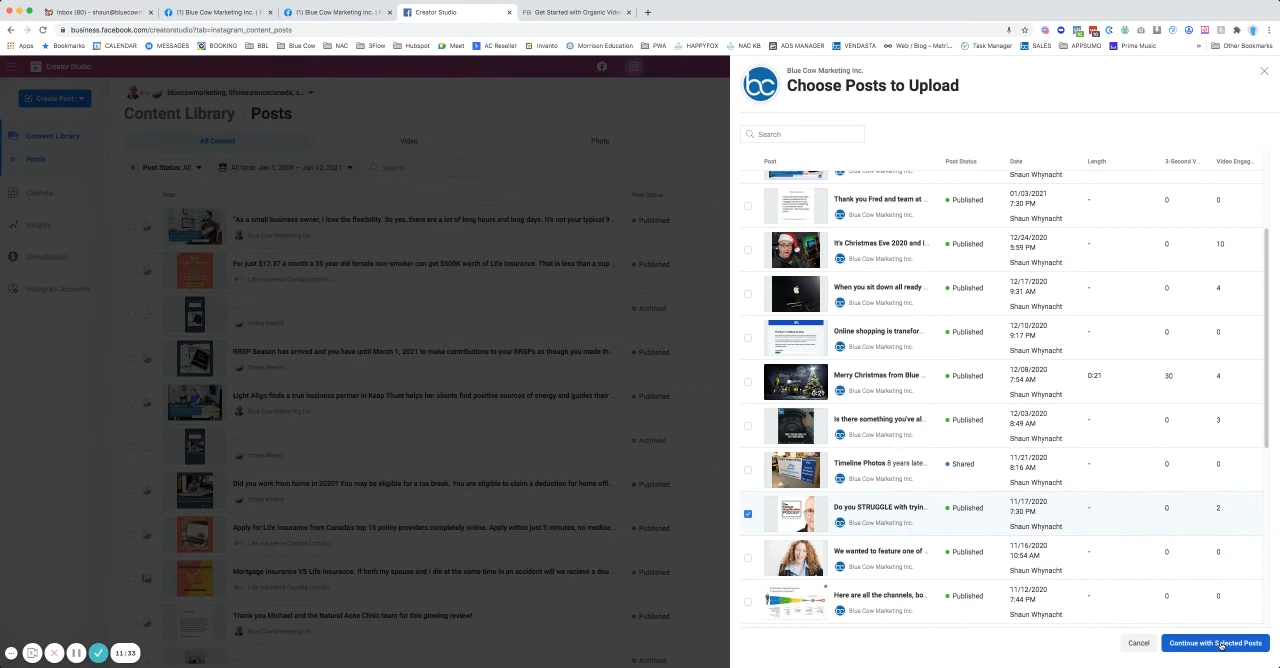 Inbox (80) - shaun@bluecowm
(1) Blue Cow Marketing Inc. | F
(1) Blue Cow Marketing Inc. | F
Creator Studio
FB Get Started with Organic Video
business.facebook.com/creatorstudio?tab=instagram_content_posts
Apps Bookmarks CALENDAR MESSAGES BOOKING BBL Blue Cow NAC 3Flow Hubspot Meet AC Reseller Invanto Morrison Education PWA HAPPYFOX NAC KB ADS MANAGER VENDASTA Web / Blog – Metri... Task Manager SALES APPSUMO Prime Music » Other Bookmarks
Creator Studio
Create Post
Content Library
Posts
Calendar
Insights
Monetization
Instagram Accounts
bluecowmarketing, lifeinsurancecanada, s...
Content Library Posts
All Content Video Photo
Post Status: All All time: Jan 1, 2009 – Jan 12, 2021 Search
Post Post Status
"As a small business owner, I love the flexibility. So yes, there are a lot of long hours and long days. It's not your typical 9... Published
Blue Cow Marketing Inc.
For just $17.37 a month a 35 year old female non-smoker can get $500K worth of Life Insurance. That is less than a cup... Published
Life Insurance Canada.com Inc
Archived
RRSP Season has arrived and you have until March 1, 2021 to make contributions to your RRSPs as though you made th... Published
Light Align finds a true business partner in Keap Thuet helps her clients find positive sources of energy and guides their... Published
Blue Cow Marketing Inc.
Archived
Did you work from home in 2020? You may be eligible for a tax break. You are eligible to claim a deduction for home offi... Published
Apply for Life Insurance from Canada's top 15 policy providers completely online. Apply within just 5 minutes, no medica... Published
Life Insurance Canada.com Inc
Mortgage Insurance VS Life Insurance. If both my spouse and I die at the same time in an accident will we recieve a dou... Published
Life Insurance Canada.com Inc
Thank you Michael and the Natural Acne Clinic team for this glowing review! Published
Blue Cow Marketing Inc.
Archived
11:33
bc
Blue Cow Marketing Inc.
Choose Posts to Upload
Search
Post Post Status Date Length 3-Second V... Video Engag...
Blue Cow Marketing Inc. Shaun Whynacht
Thank you Fred and team at .. Published 01/03/2021 7:30 PM - 0 0
Blue Cow Marketing Inc. Shaun Whynacht
It's Christmas Eve 2020 and I.. Published 12/24/2020 5:59 PM - 0 10
Blue Cow Marketing Inc. Shaun Whynacht
When you sit down all ready .. Published 12/17/2020 9:31 AM - 0 4
Blue Cow Marketing Inc. Shaun Whynacht
Online shopping is transfor.. Published 12/10/2020 9:17 PM - 0 0
Blue Cow Marketing Inc. Shaun Whynacht
0:21
Merry Christmas from Blue .. Published 12/08/2020 7:54 AM 0:21 30 4
Blue Cow Marketing Inc. Shaun Whynacht
Is there something you've al.. Published 12/03/2020 8:49 AM - 0 3
Blue Cow Marketing Inc. Shaun Whynacht
Timeline Photos 8 years late.. Shared 11/21/2020 8:16 AM - 0 0
Blue Cow Marketing Inc. Shaun Whynacht
Do you STRUGGLE with tryin.. Published 11/17/2020 7:30 PM - 0 2
Blue Cow Marketing Inc. Shaun Whynacht
We wanted to feature one of .. Published 11/16/2020 10:54 AM - 0 0
Blue Cow Marketing Inc. Shaun Whynacht
Here are all the channels, bo.. Published 11/12/2020 7:44 PM - 0 1
Blue Cow Marketing Inc. Shaun Whynacht
Cancel Continue with Selected Posts